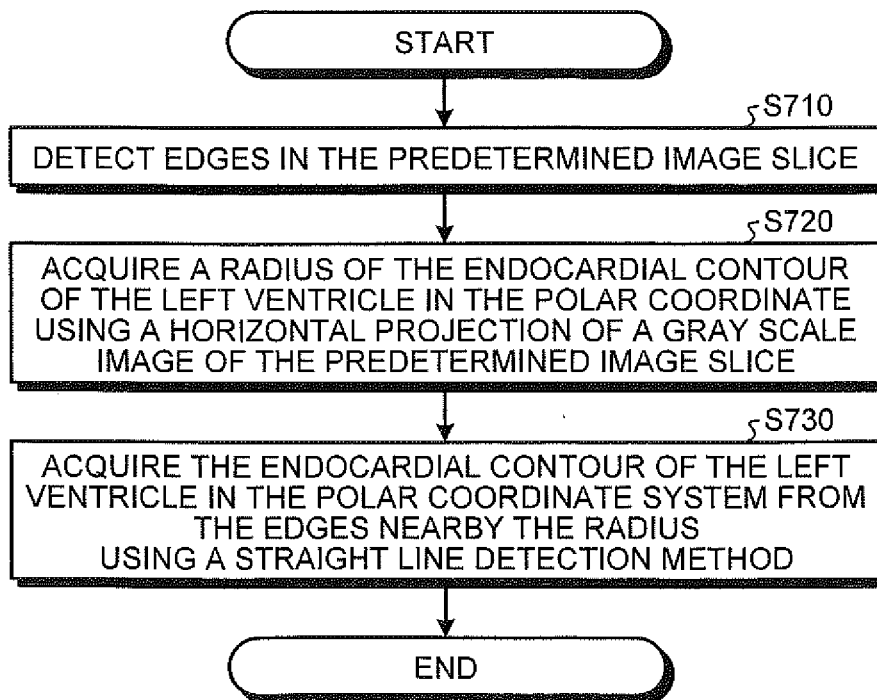 START
S710
DETECT EDGES IN THE PREDETERMINED IMAGE SLICE
S720
ACQUIRE A RADIUS OF THE ENDOCARDIAL CONTOUR
OF THE LEFT VENTRICLE IN THE POLAR COORDINATE
USING A HORIZONTAL PROJECTION OF A GRAY SCALE
IMAGE OF THE PREDETERMINED IMAGE SLICE
S730
ACQUIRE THE ENDOCARDIAL CONTOUR OF THE LEFT
VENTRICLE IN THE POLAR COORDINATE SYSTEM FROM
THE EDGES NEARBY THE RADIUS
USING A STRAIGHT LINE DETECTION METHOD
END